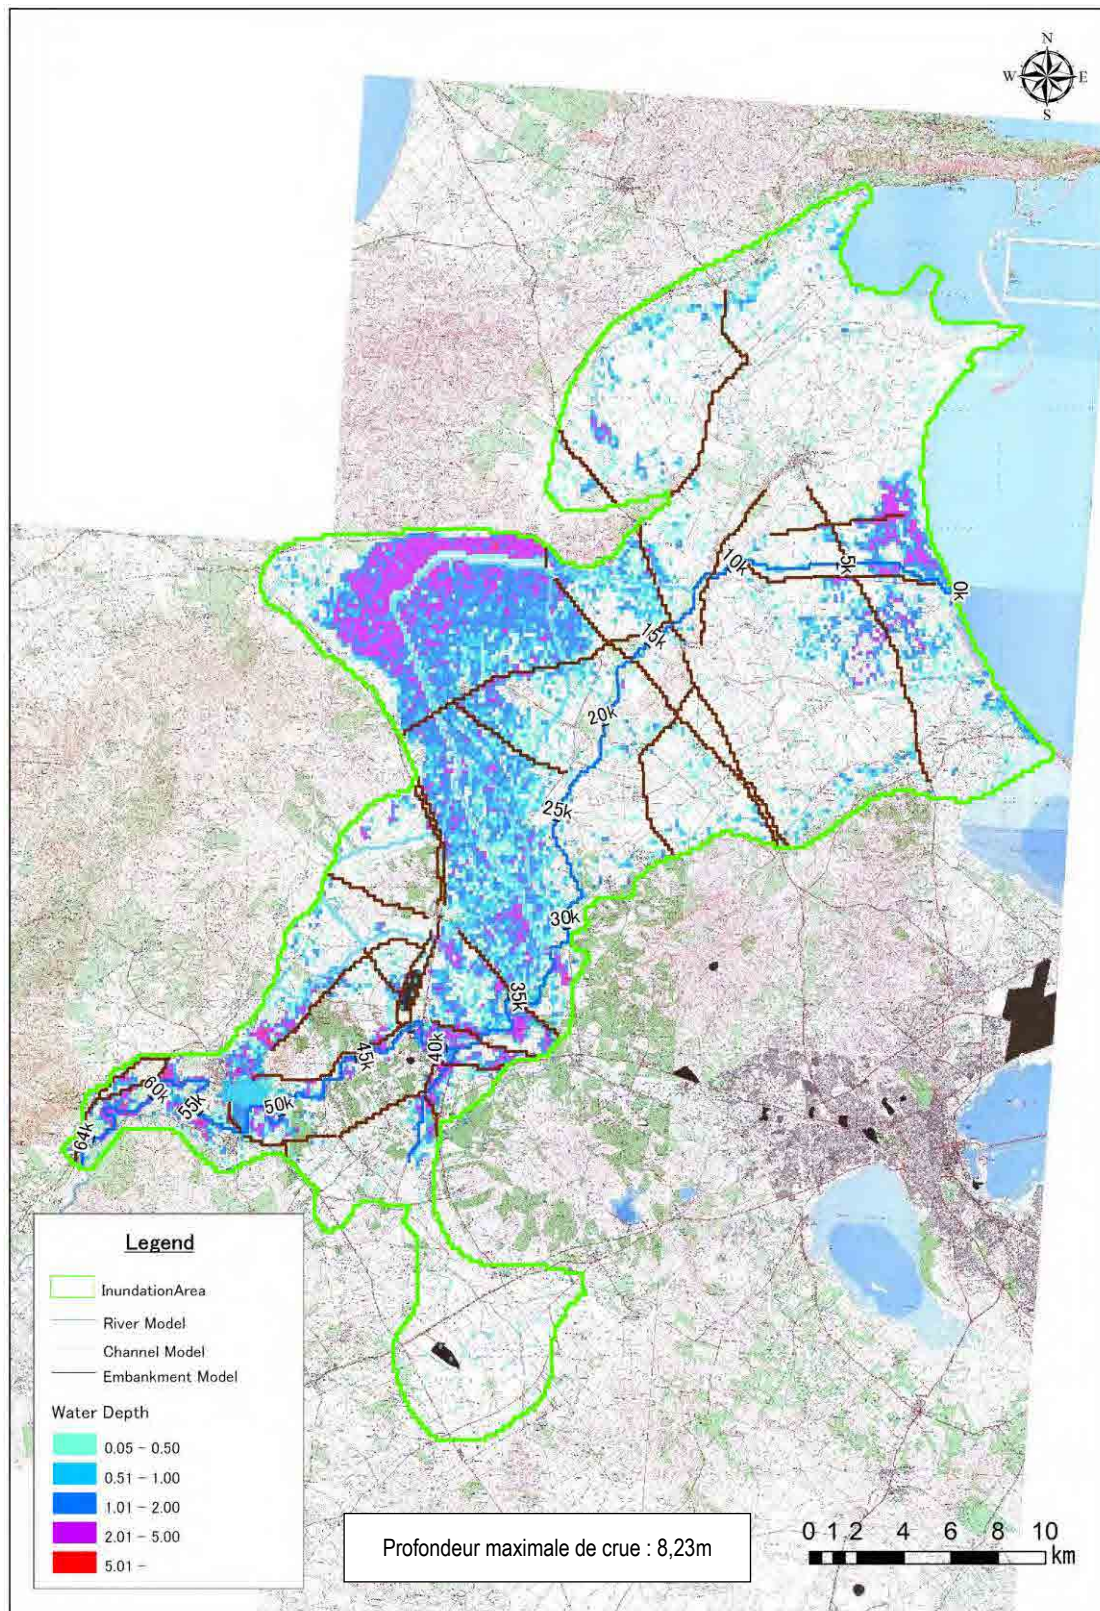 N
W E
S
10k
5k
0k
15k
20k
25k
30k
35k
40k
45k
50k
55k
60k
64k
Legend
InundationArea
River Model
Channel Model
Embankment Model
Water Depth
0.05 - 0.50
0.51 - 1.00
1.01 - 2.00
2.01 - 5.00
5.01 -
Profondeur maximale de crue : 8,23m
0 1 2 4 6 8 10
km